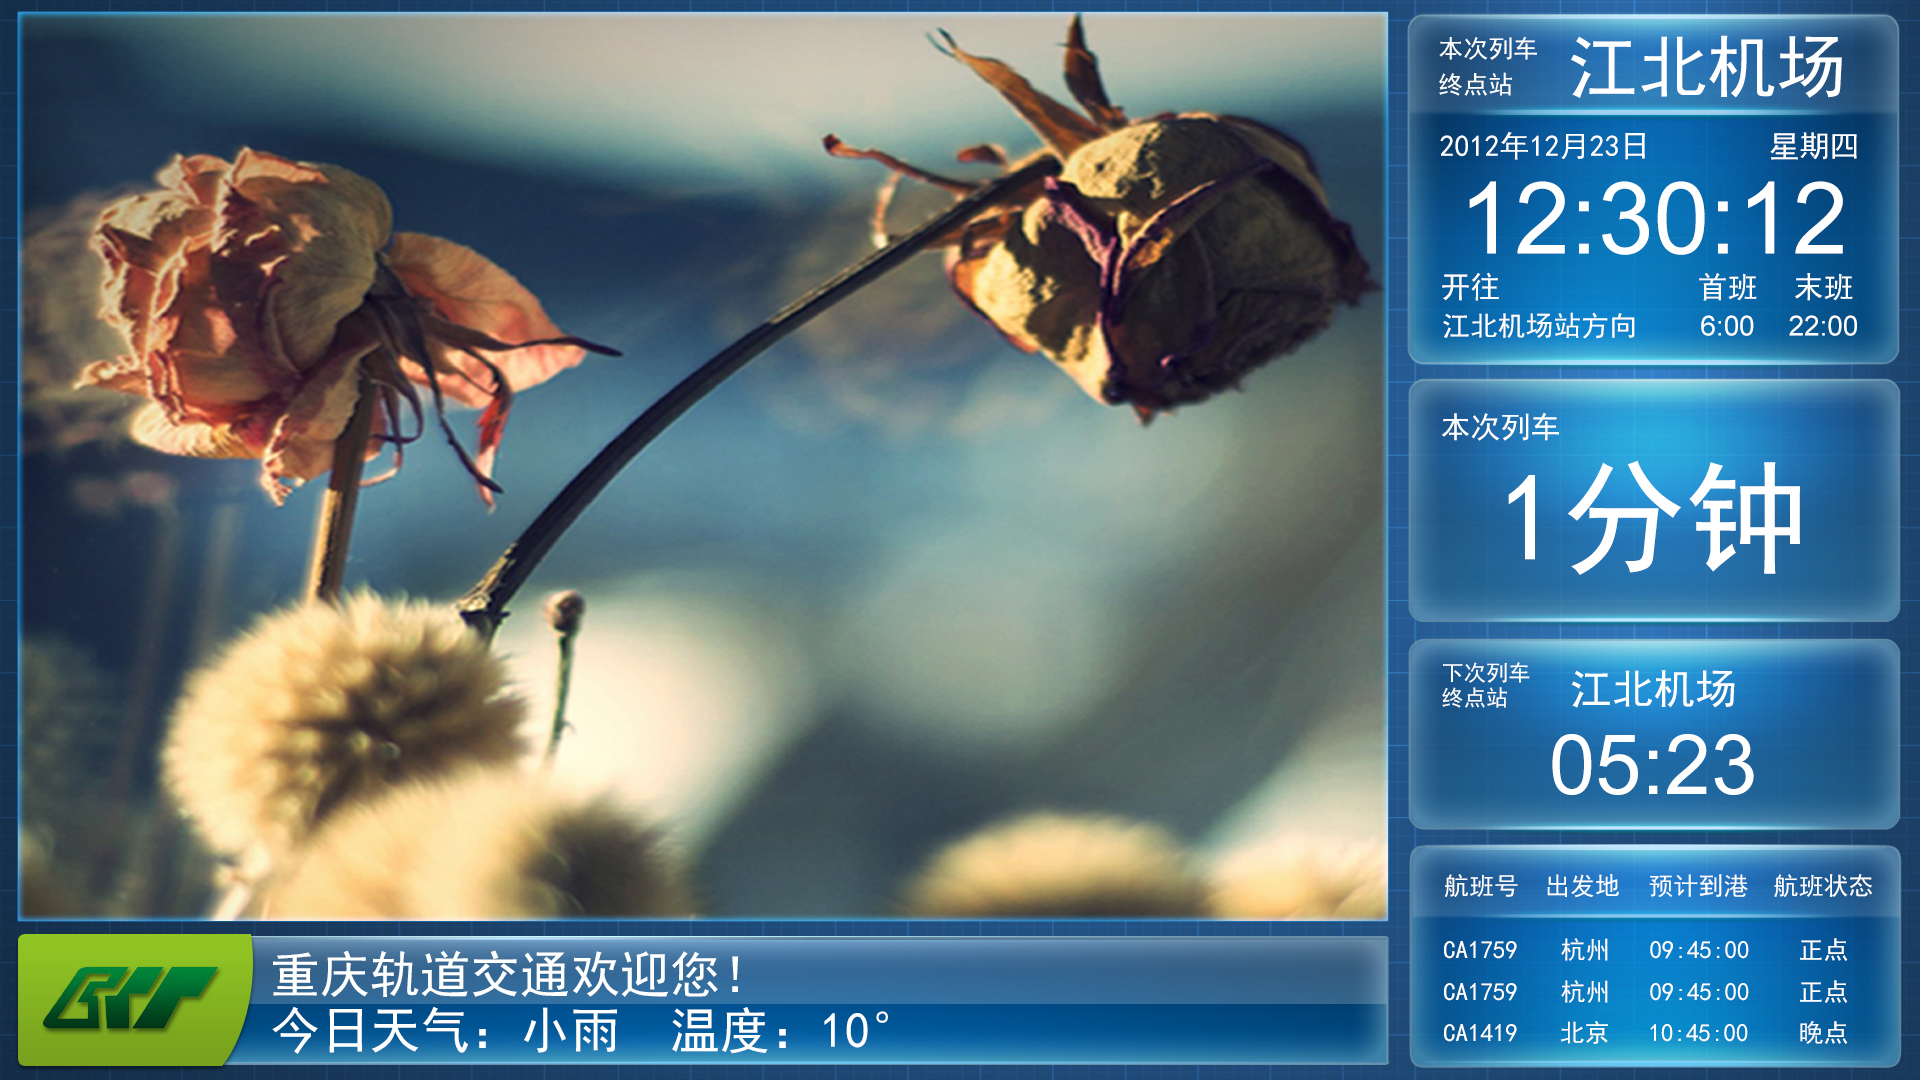 本次列车
终点站
江北机场
2012年12月23日 星期四
12:30:12
开往 首班 末班
江北机场站方向 6:00 22:00
本次列车
1分钟
下次列车
终点站
江北机场
05:23
航班号 出发地 预计到港 航班状态
CA1759 杭州 09:45:00 正点
CA1759 杭州 09:45:00 正点
CA1419 北京 10:45:00 晚点
重庆轨道交通欢迎您！
今日天气：小雨 温度：10°